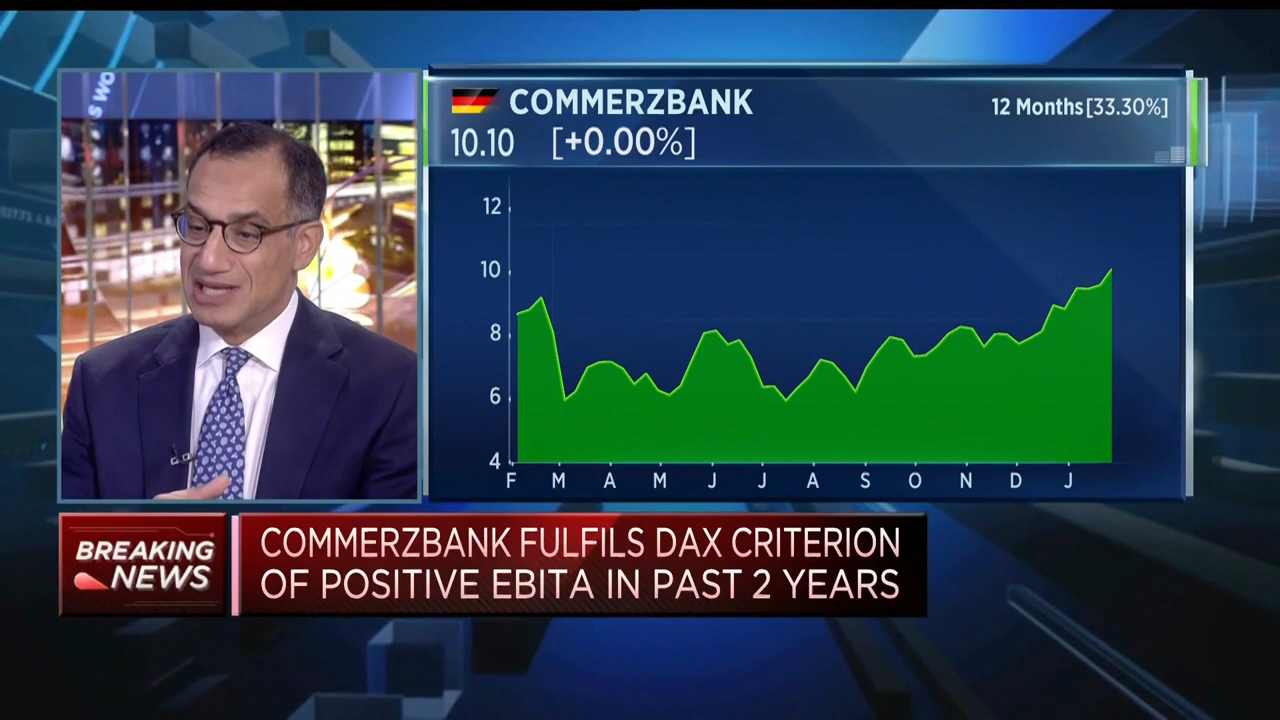 S WO
COMMERZBANK
12 Months [33.30%]
10.10 [+0.00%]
12
10
8
6
4
F M A M J J A S O N D J
BREAKING
NEWS
COMMERZBANK FULFILS DAX CRITERION
OF POSITIVE EBITA IN PAST 2 YEARS